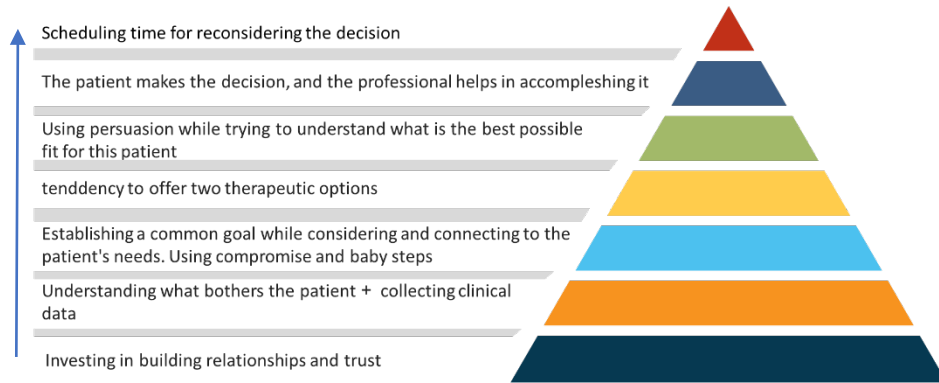 Scheduling time for reconsidering the decision
The patient makes the decision, and the professional helps in accompleshing it
Using persuasion while trying to understand what is the best possible
fit for this patient
tenddency to offer two therapeutic options
Establishing a common goal while considering and connecting to the
patient's needs. Using compromise and baby steps
Understanding what bothers the patient + collecting clinical
data
Investing in building relationships and trust